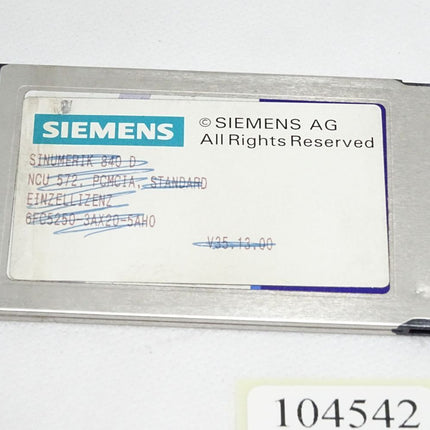 SIEMENS
© SIEMENS AG
All Rights Reserved
SINUMERIK 840 D
NCU 572, PCMCIA, STANDARD
EINZELLIZENZ
6FC5250-3AX20-5AH0
V35.13.00
104542